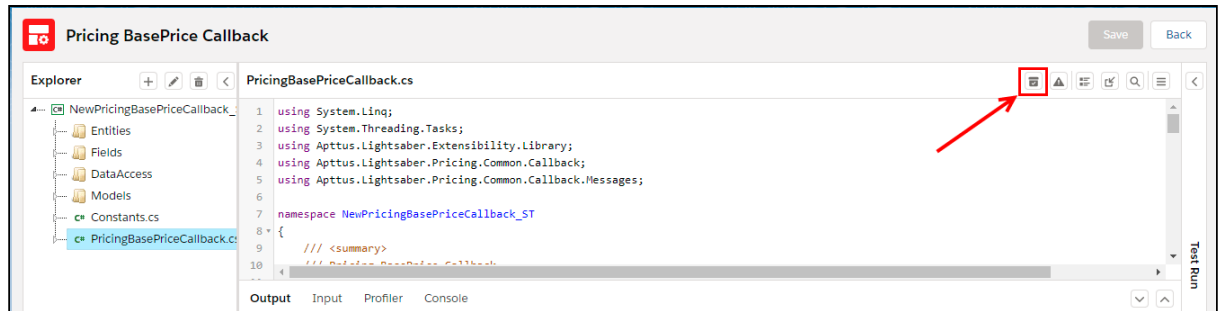 Pricing BasePrice Callback
Save
Back
Explorer
PricingBasePriceCallback.cs
NewPricingBasePriceCallback_
Entities
Fields
DataAccess
Models
C# Constants.cs
C# PricingBasePriceCallback.c
1 using System.Linq;
2 using System.Threading.Tasks;
3 using Apttus.Lightsaber.Extensibility.Library;
4 using Apttus.Lightsaber.Pricing.Common.Callback;
5 using Apttus.Lightsaber.Pricing.Common.Callback.Messages;
6
7 namespace NewPricingBasePriceCallback_ST
8 {
9 /// <summary>
10 /// Pricing BasePrice Callback
Test Run
Output Input Profiler Console